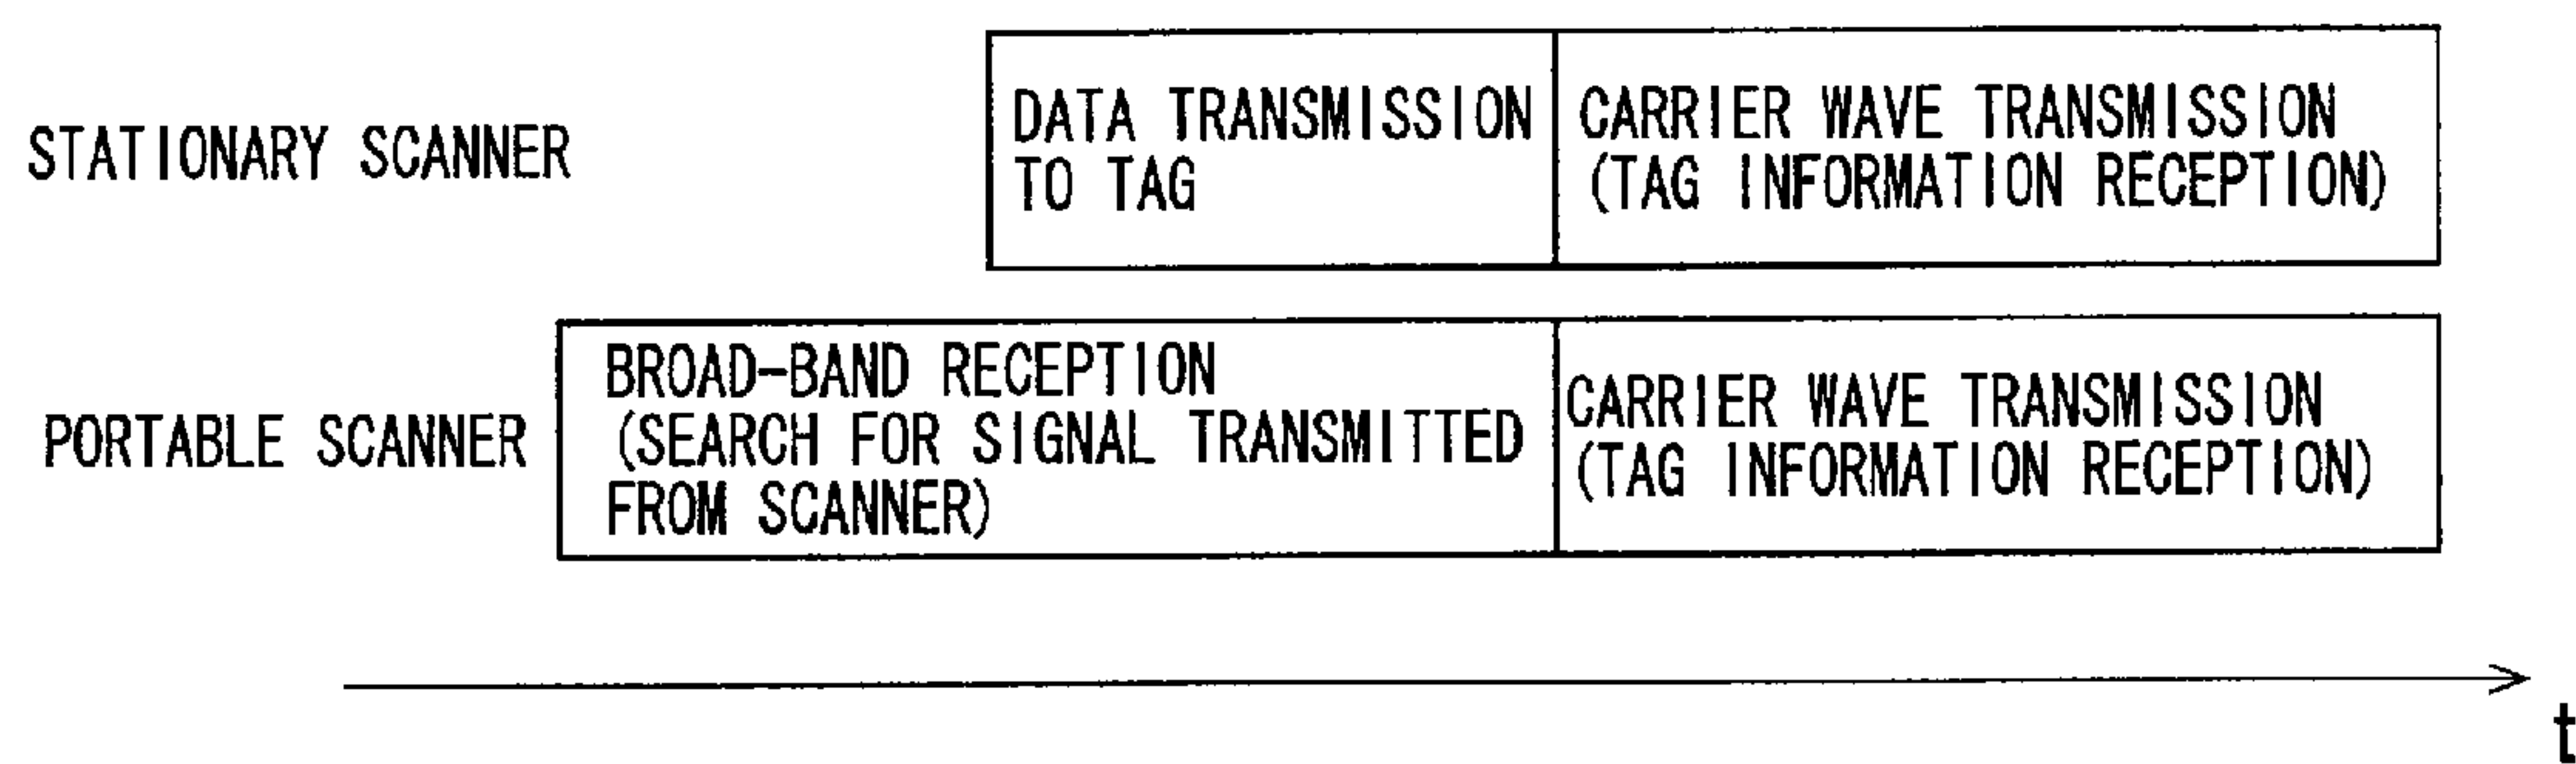 STATIONARY SCANNER
DATA TRANSMISSION
TO TAG
CARRIER WAVE TRANSMISSION
(TAG INFORMATION RECEPTION)
PORTABLE SCANNER
BROAD-BAND RECEPTION
(SEARCH FOR SIGNAL TRANSMITTED
FROM SCANNER)
CARRIER WAVE TRANSMISSION
(TAG INFORMATION RECEPTION)
t